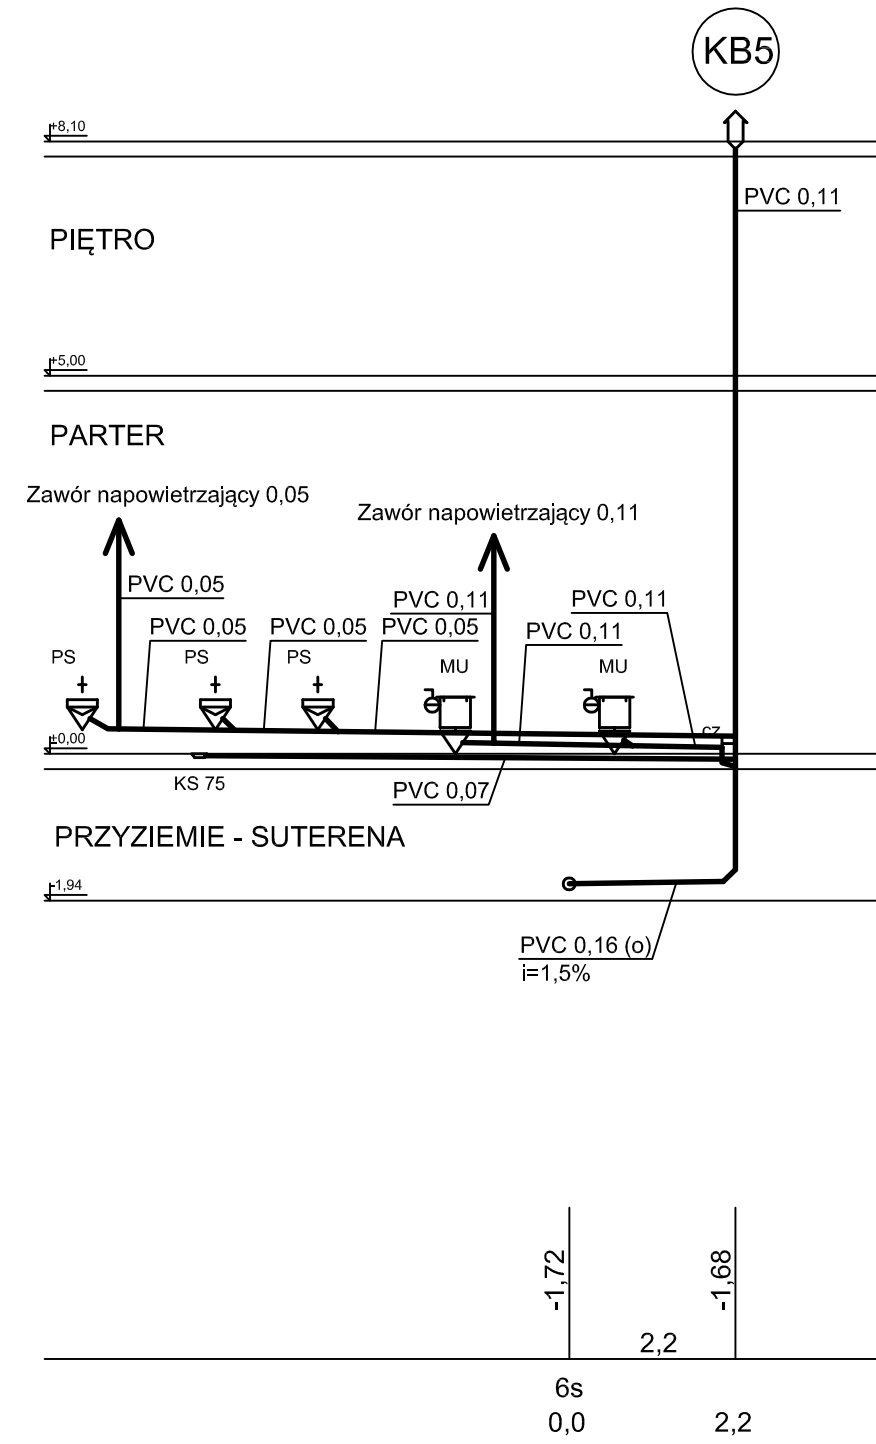 KB5
+8,10
PVC 0,11
PIĘTRO
+5,00
PARTER
Zawór napowietrzający 0,05
Zawór napowietrzający 0,11
PVC 0,05
PVC 0,11
PVC 0,11
PVC 0,05
PVC 0,05
PVC 0,05
PVC 0,11
PS
PS
PS
MU
MU
CZ
±0,00
KS 75
PVC 0,07
PRZYZIEMIE - SUTERENA
-1,94
PVC 0,16 (o)
i=1,5%
-1,72
-1,68
2,2
6s
0,0
2,2